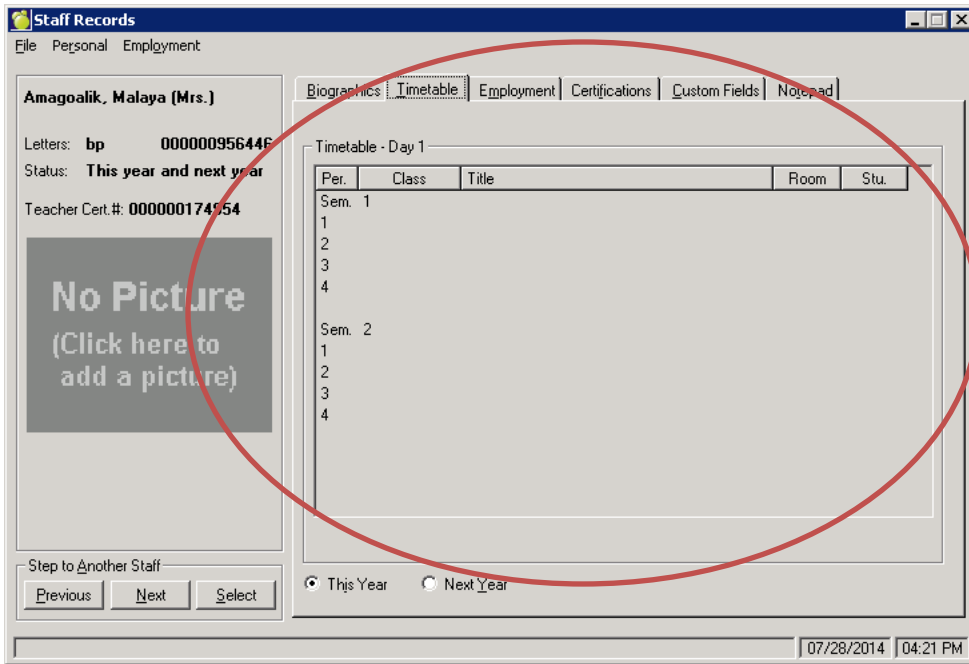 Staff Records
File Personal Employment
Amagoalik, Malaya (Mrs.)
Letters: bp 000000956446
Status: This year and next year
Teacher Cert.#: 000000174954
No Picture
(Click here to
add a picture)
Step to Another Staff
Previous Next Select
Biographics Timetable Employment Certifications Custom Fields Notepad
Timetable - Day 1
Per. Class Title Room Stu.
Sem. 1
1
2
3
4
Sem. 2
1
2
3
4
This Year Next Year
07/28/2014 04:21 PM